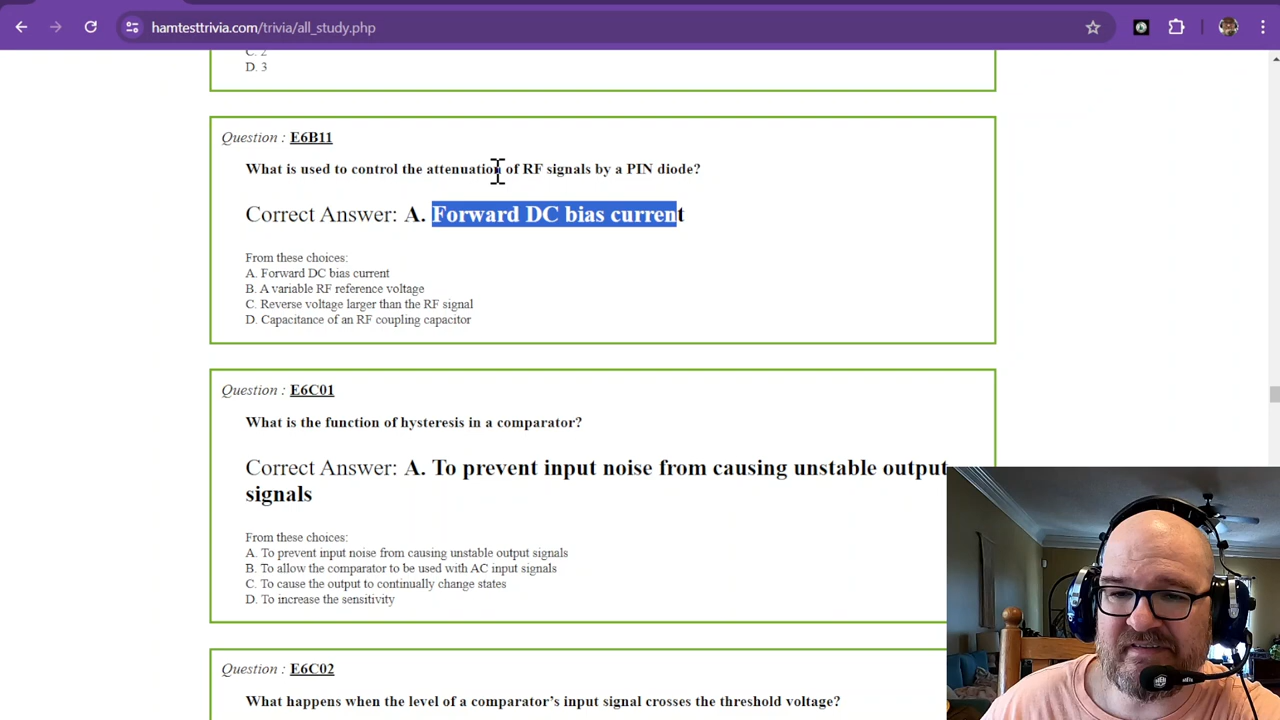 hamtesttrivia.com/trivia/all_study.php
C. 2
D. 3
Question : E6B11
What is used to control the attenuation of RF signals by a PIN diode?
Correct Answer: A. Forward DC bias current
From these choices:
A. Forward DC bias current
B. A variable RF reference voltage
C. Reverse voltage larger than the RF signal
D. Capacitance of an RF coupling capacitor
Question : E6C01
What is the function of hysteresis in a comparator?
Correct Answer: A. To prevent input noise from causing unstable output
signals
From these choices:
A. To prevent input noise from causing unstable output signals
B. To allow the comparator to be used with AC input signals
C. To cause the output to continually change states
D. To increase the sensitivity
Question : E6C02
What happens when the level of a comparator’s input signal crosses the threshold voltage?